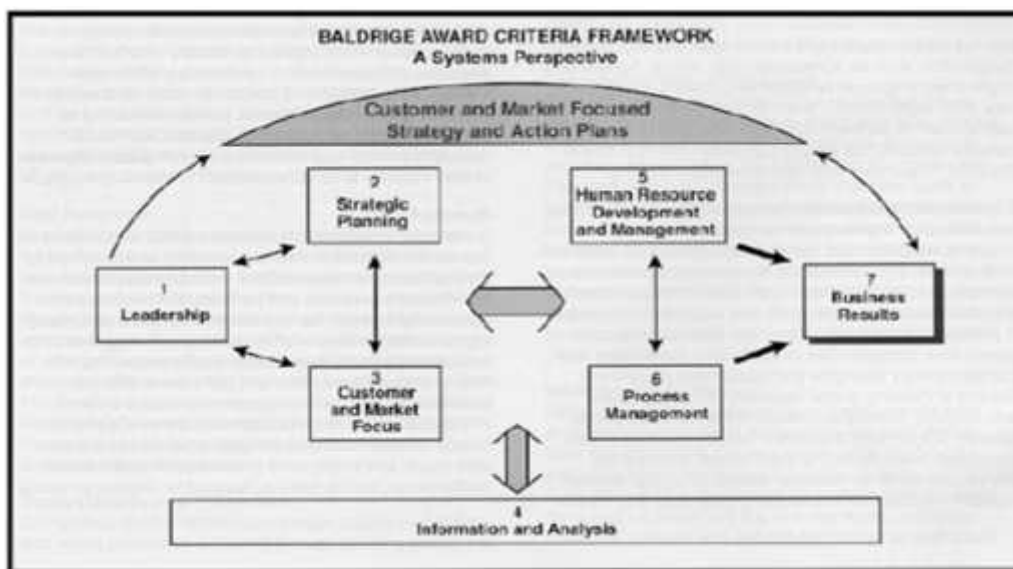 BALDRIGE AWARD CRITERIA FRAMEWORK
A Systems Perspective
Customer and Market Focused
Strategy and Action Plans
2
Strategic
Planning
5
Human Resource
Development
and Management
1
Leadership
7
Business
Results
3
Customer
and Market
Focus
6
Process
Management
4
Information and Analysis